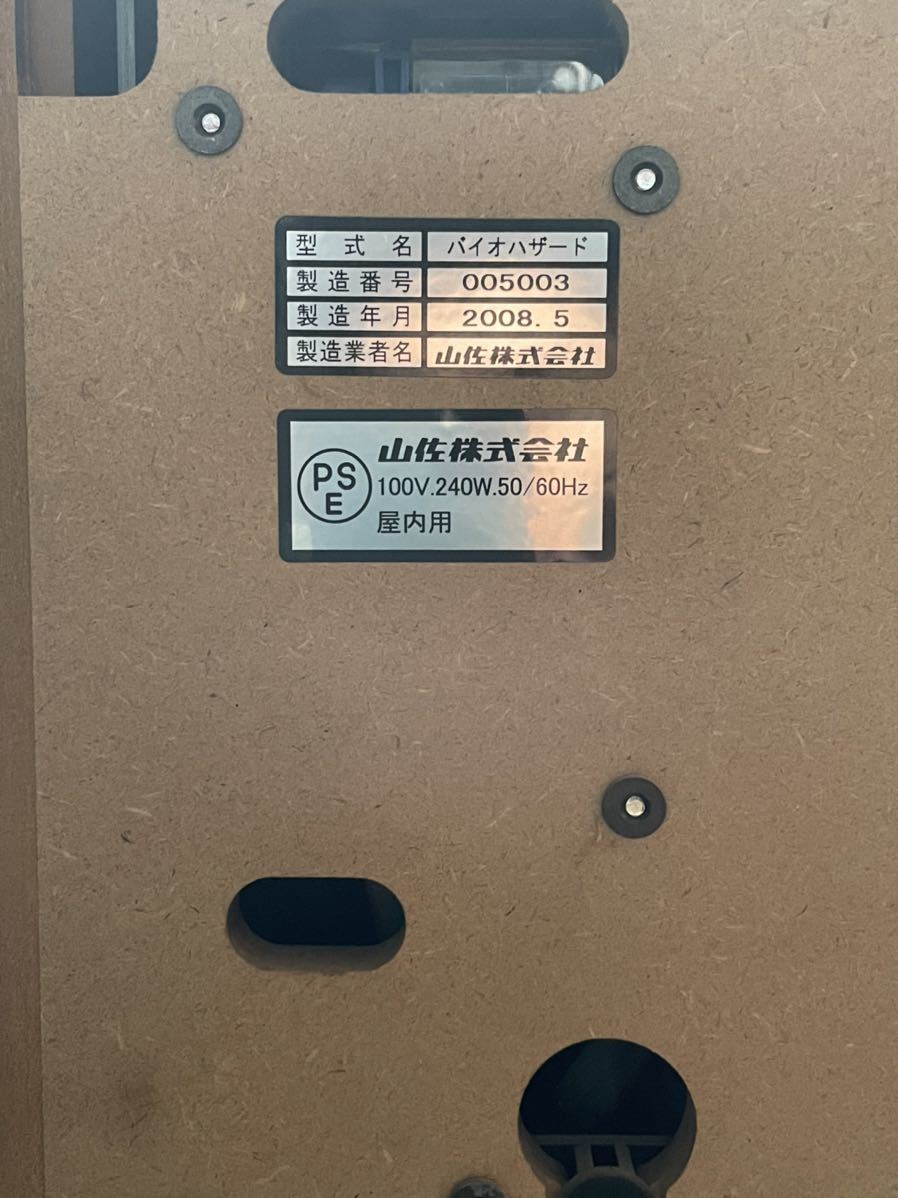 型式名 バイオハザード
製造番号 005003
製造年月 2008.5
製造業者名 山佐株式会社
PSE
山佐株式会社
100V.240W.50/60Hz
屋内用